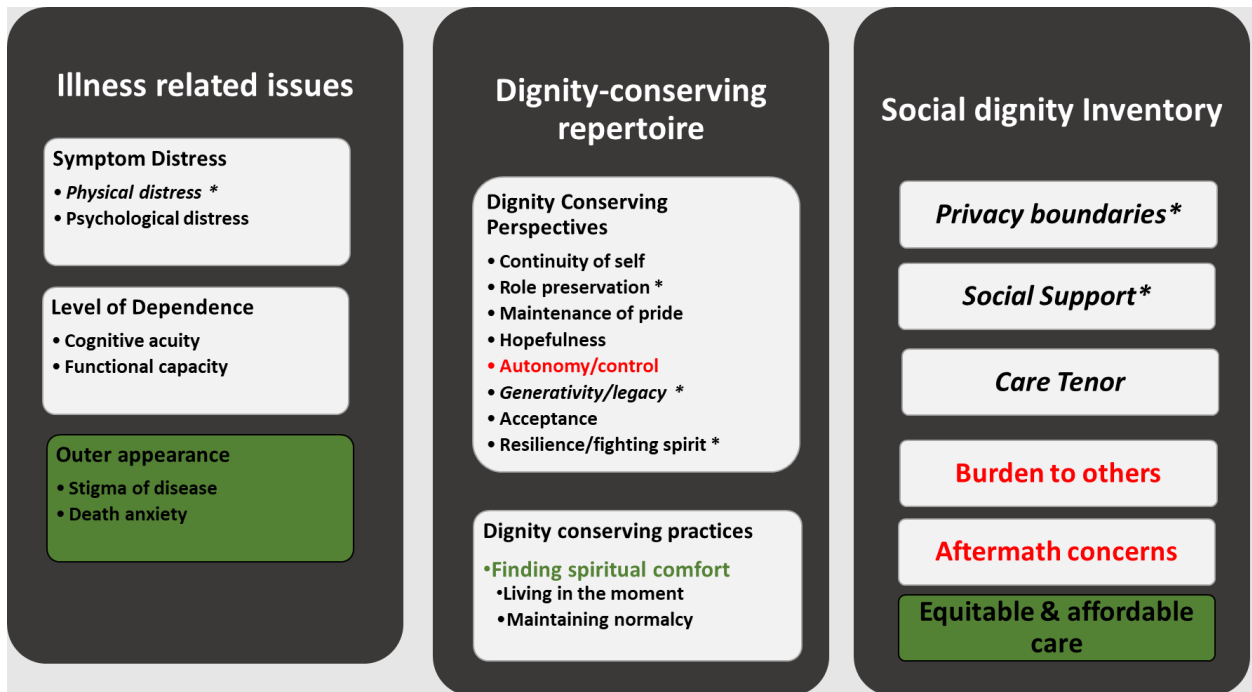 Illness related issues
Symptom Distress
• Physical distress *
• Psychological distress
Level of Dependence
• Cognitive acuity
• Functional capacity
Outer appearance
• Stigma of disease
• Death anxiety
Dignity-conserving
repertoire
Dignity Conserving
Perspectives
• Continuity of self
• Role preservation *
• Maintenance of pride
• Hopefulness
• Autonomy/control
• Generativity/legacy *
• Acceptance
• Resilience/fighting spirit *
Dignity conserving practices
•Finding spiritual comfort
•Living in the moment
•Maintaining normalcy
Social dignity Inventory
Privacy boundaries*
Social Support*
Care Tenor
Burden to others
Aftermath concerns
Equitable & affordable
care